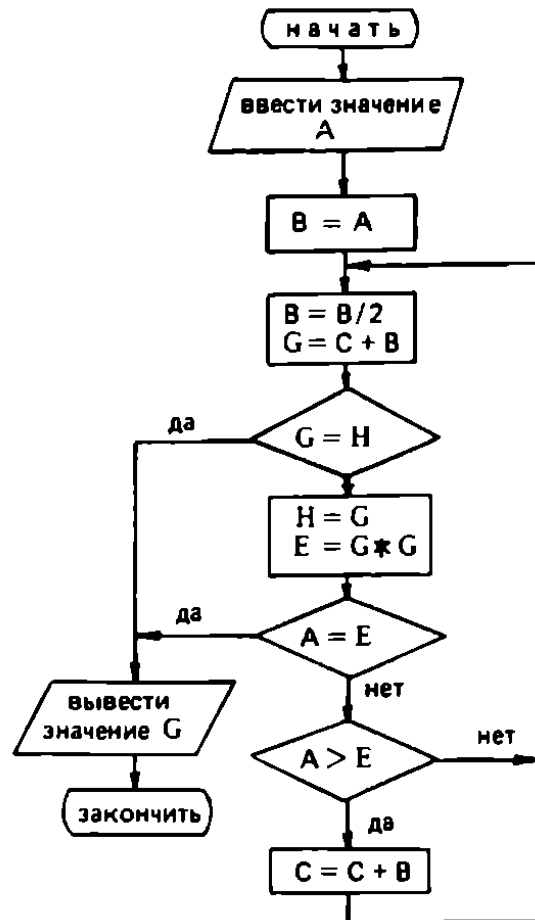 начать
ввести значение
A
B = A
B = B/2
G = C + B
да
G = H
H = G
E = G * G
да
A = E
нет
вывести
значение G
A > E
нет
закончить
да
C = C + B